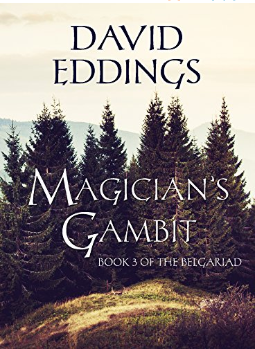 DAVID
EDDINGS
MAGICIAN'S
GAMBIT
BOOK 3 OF THE BELGARIAD